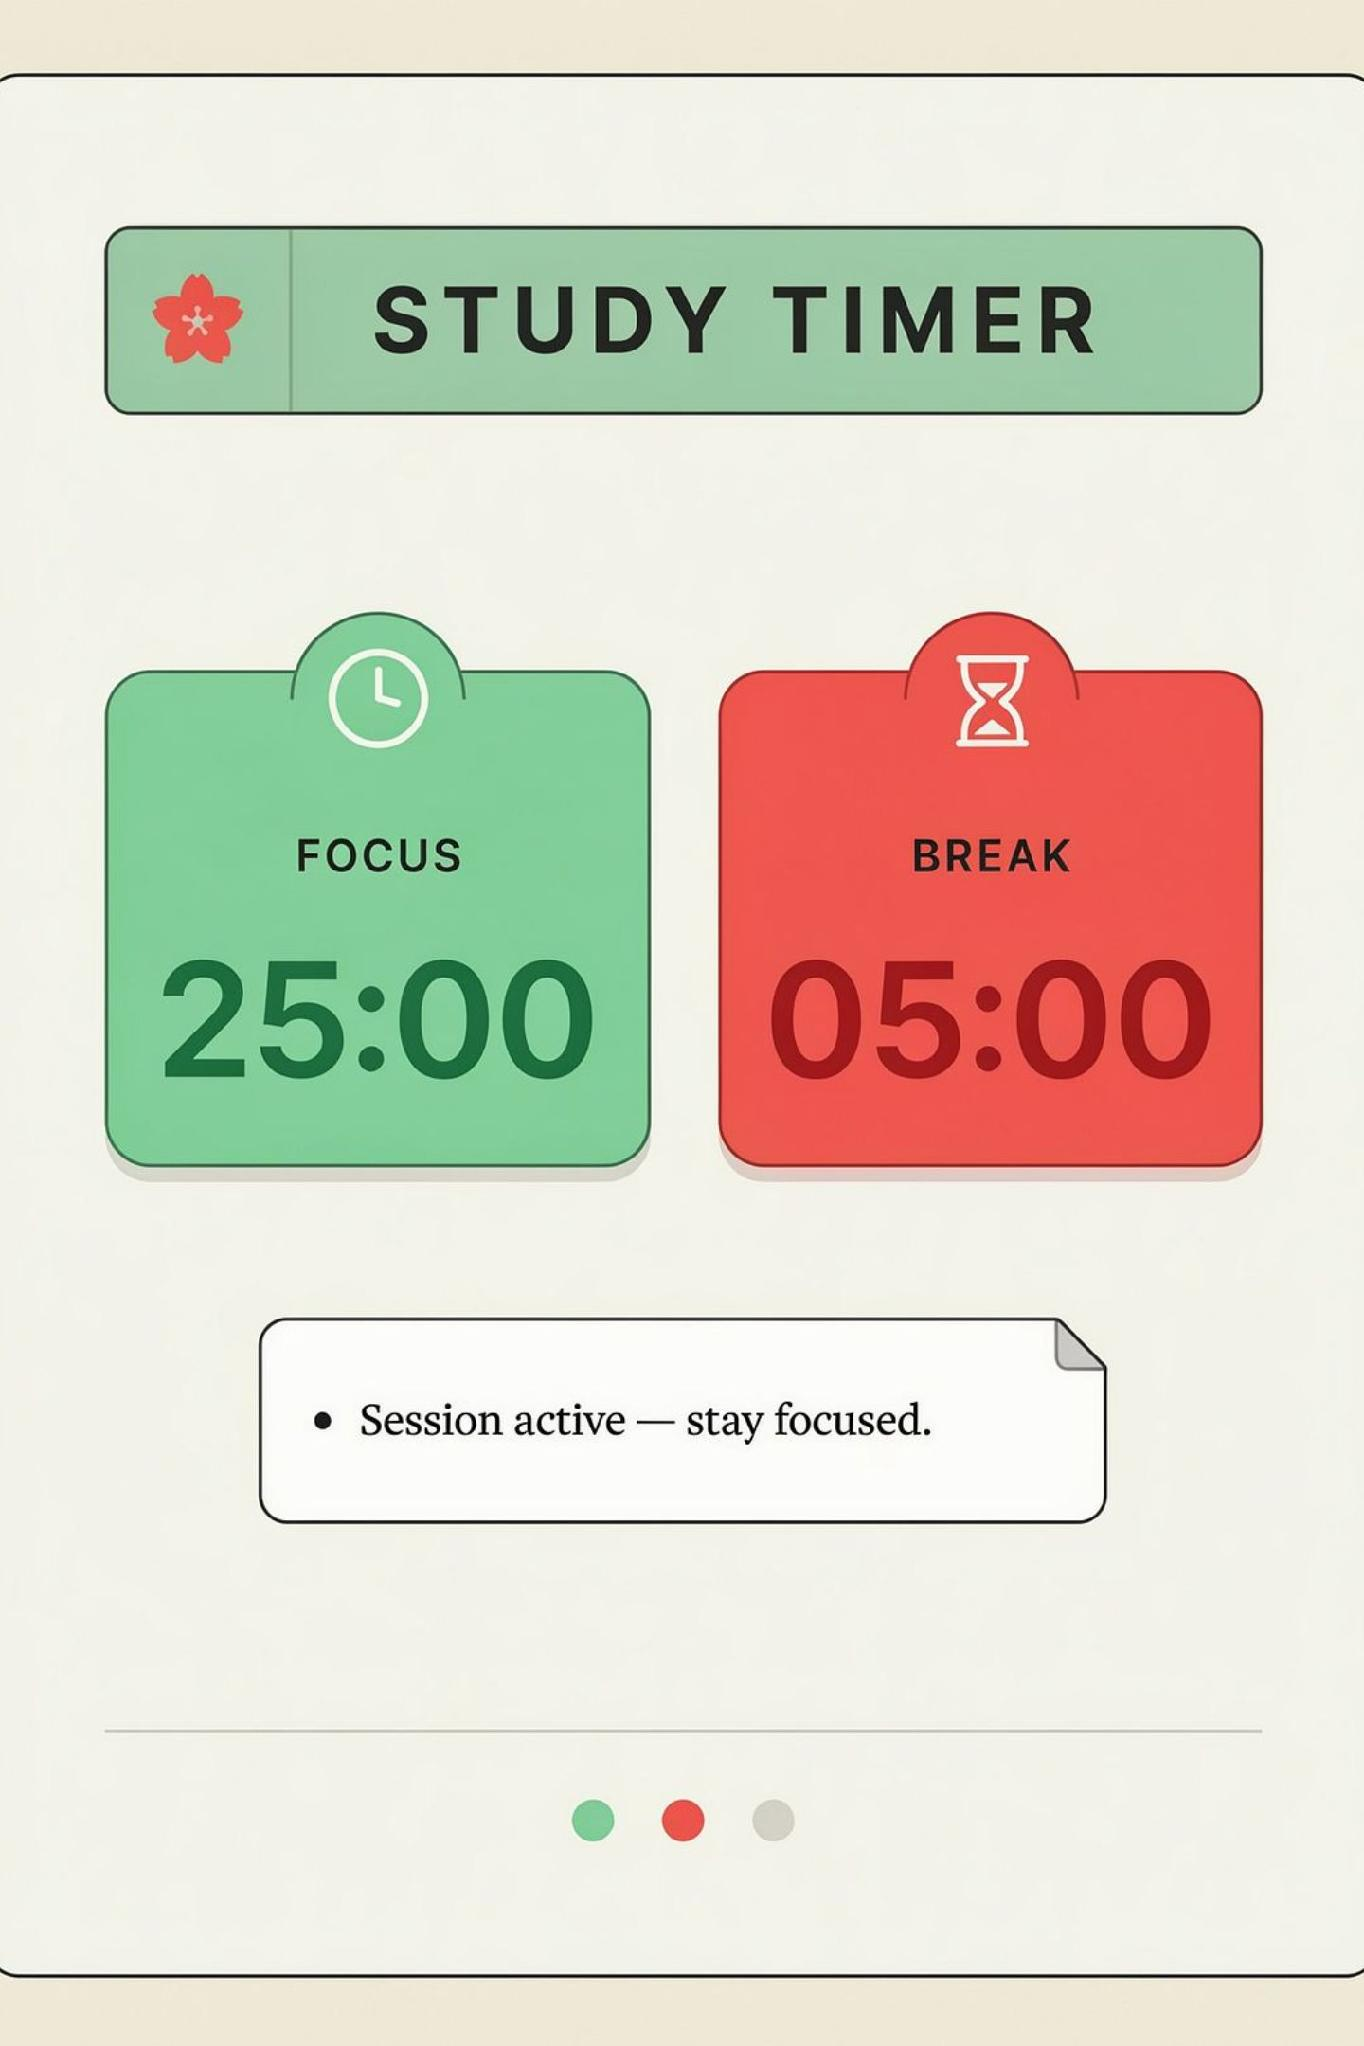 STUDY TIMER
FOCUS
25:00
BREAK
05:00
• Session active — stay focused.